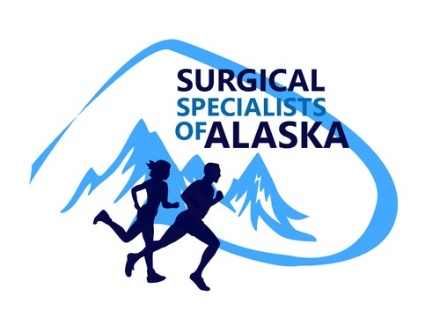 SURGICAL
SPECIALISTS
OF ALASKA